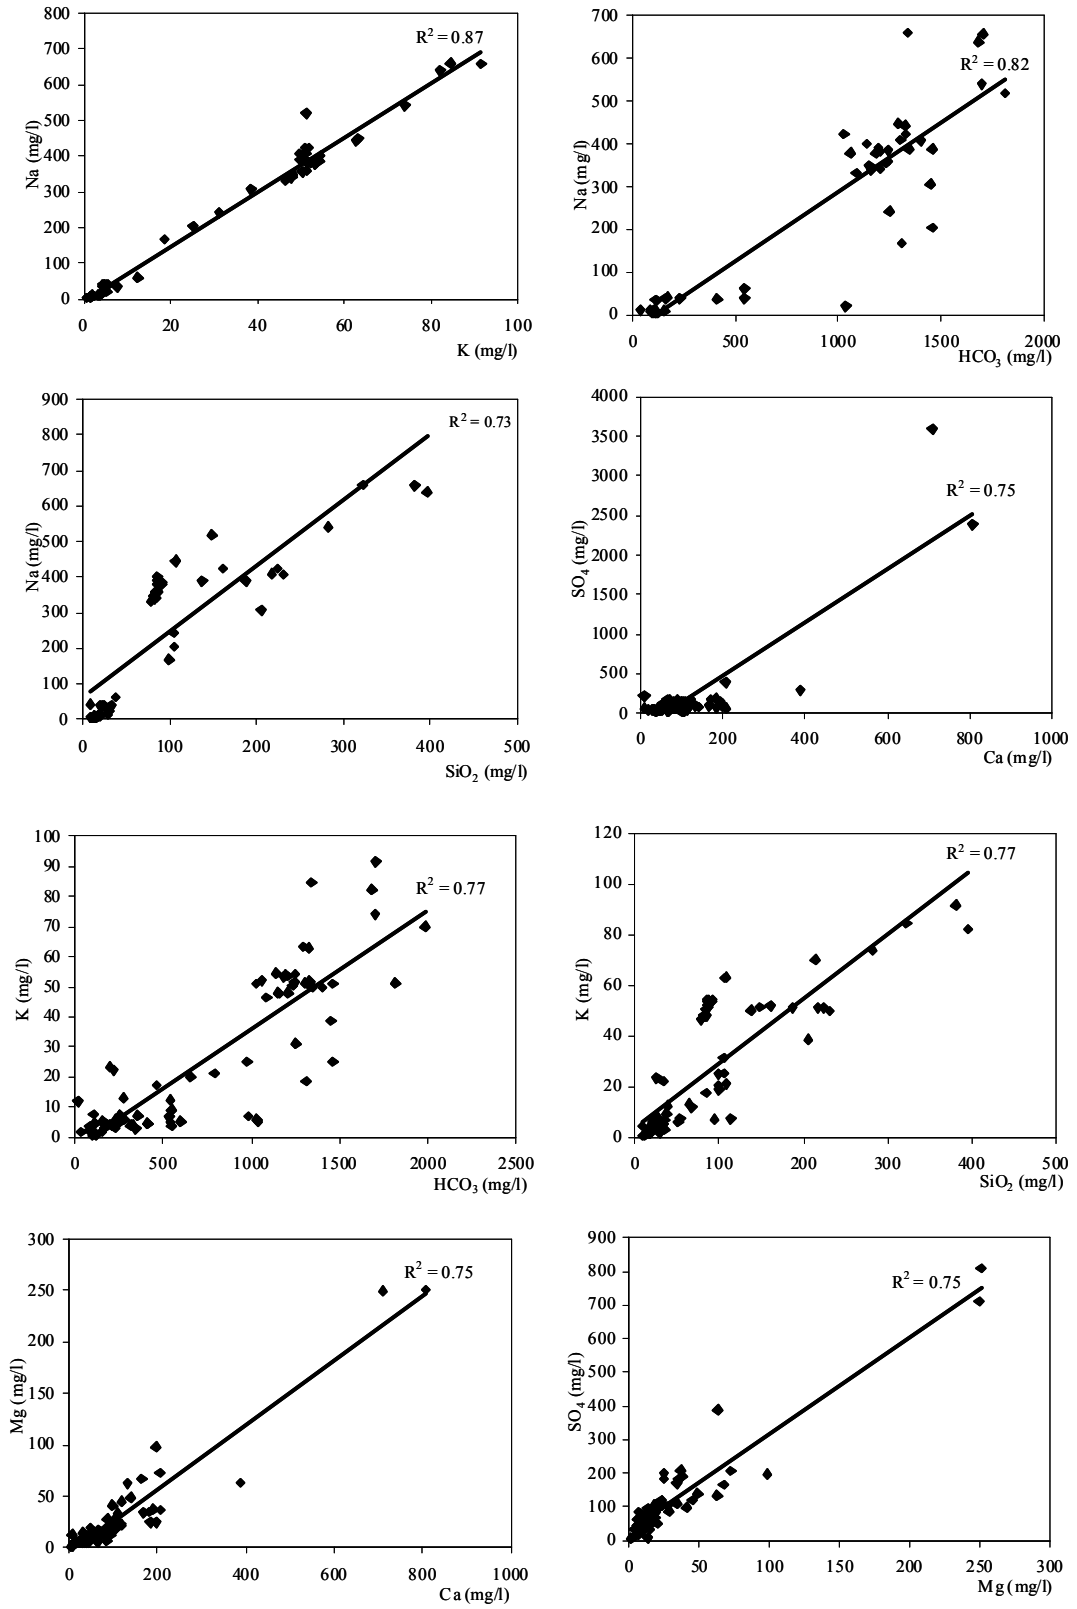 800
700
600
500
400
300
200
100
0
Na (mg/l)
R² = 0.87
0 20 40 60 80 100
K (mg/l)
700
600
500
400
300
200
100
0
Na (mg/l)
R² = 0.82
0 500 1000 1500 2000
HCO₃ (mg/l)
900
800
700
600
500
400
300
200
100
0
Na (mg/l)
R² = 0.73
0 100 200 300 400 500
SiO₂ (mg/l)
4000
3500
3000
2500
2000
1500
1000
500
0
SO₄ (mg/l)
R² = 0.75
0 200 400 600 800 1000
Ca (mg/l)
100
90
80
70
60
50
40
30
20
10
0
K (mg/l)
R² = 0.77
0 500 1000 1500 2000 2500
HCO₃ (mg/l)
120
100
80
60
40
20
0
K (mg/l)
R² = 0.77
0 100 200 300 400 500
SiO₂ (mg/l)
300
250
200
150
100
50
0
Mg (mg/l)
R² = 0.75
0 200 400 600 800 1000
Ca (mg/l)
900
800
700
600
500
400
300
200
100
0
SO₄ (mg/l)
R² = 0.75
0 50 100 150 200 250 300
Mg (mg/l)